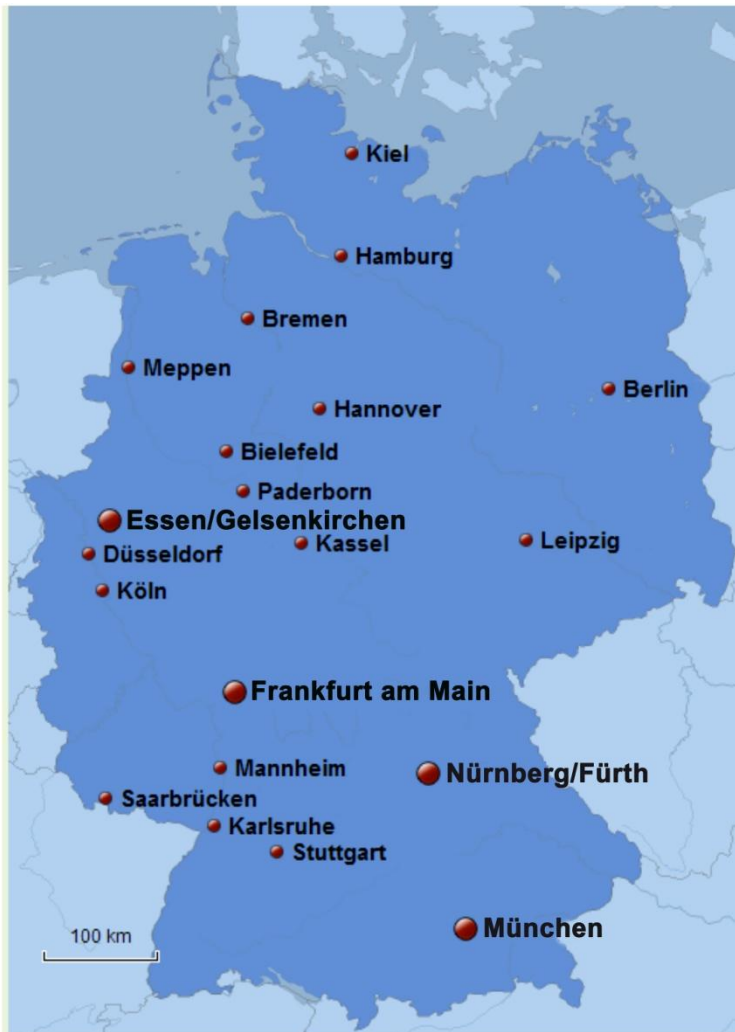 Kiel
Hamburg
Bremen
Meppen
Berlin
Hannover
Bielefeld
Paderborn
Essen/Gelsenkirchen
Düsseldorf
Kassel
Leipzig
Köln
Frankfurt am Main
Mannheim
Nürnberg/Fürth
Saarbrücken
Karlsruhe
Stuttgart
München
100 km